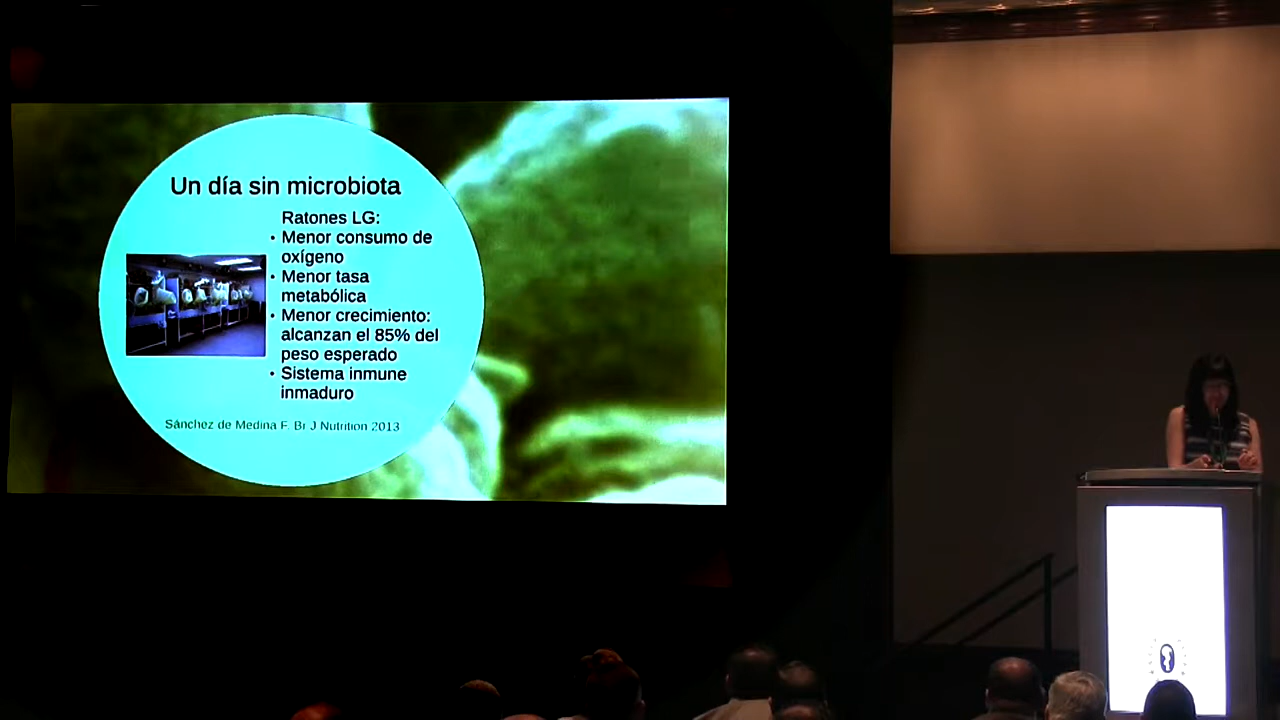 Un día sin microbiota
Ratones LG:
• Menor consumo de
oxígeno
• Menor tasa
metabólica
• Menor crecimiento:
alcanzan el 85% del
peso esperado
• Sistema inmune
inmaduro
Sánchez de Medina F. Br J Nutrition 2013